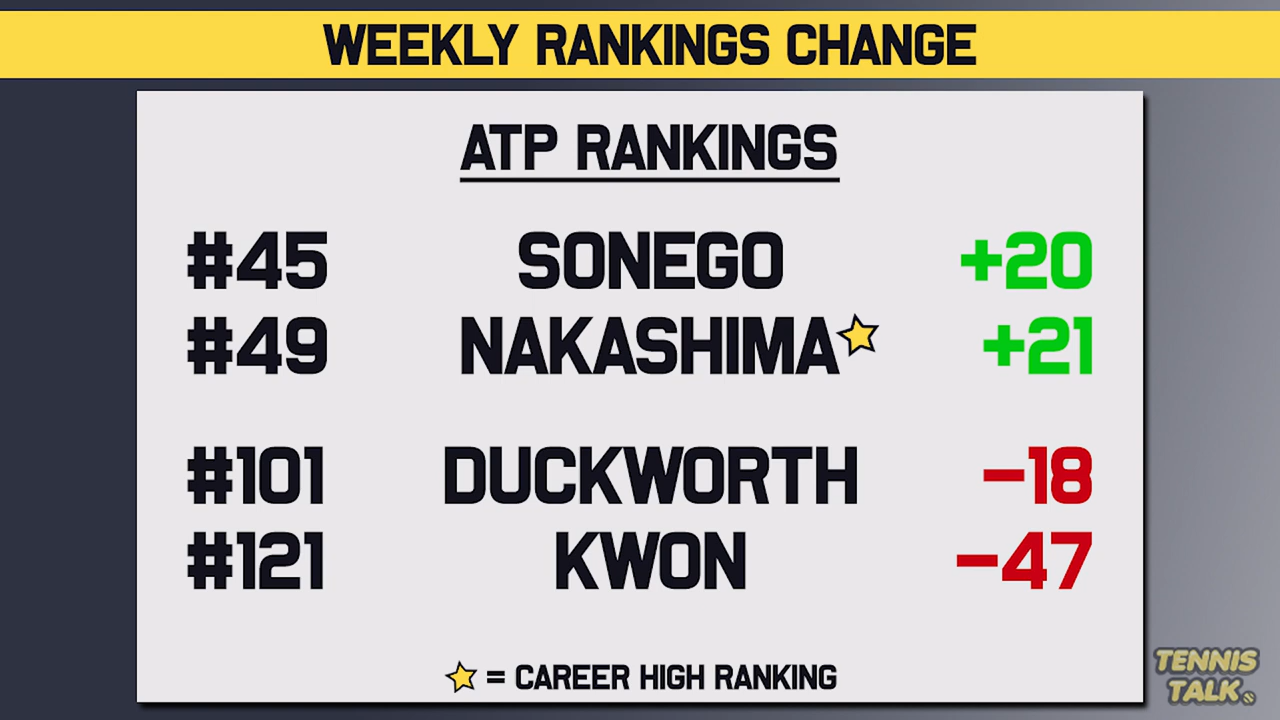 WEEKLY RANKINGS CHANGE
ATP RANKINGS
#45 SONEGO +20
#49 NAKASHIMA +21
#101 DUCKWORTH -18
#121 KWON -47
= CAREER HIGH RANKING
TENNIS
TALK